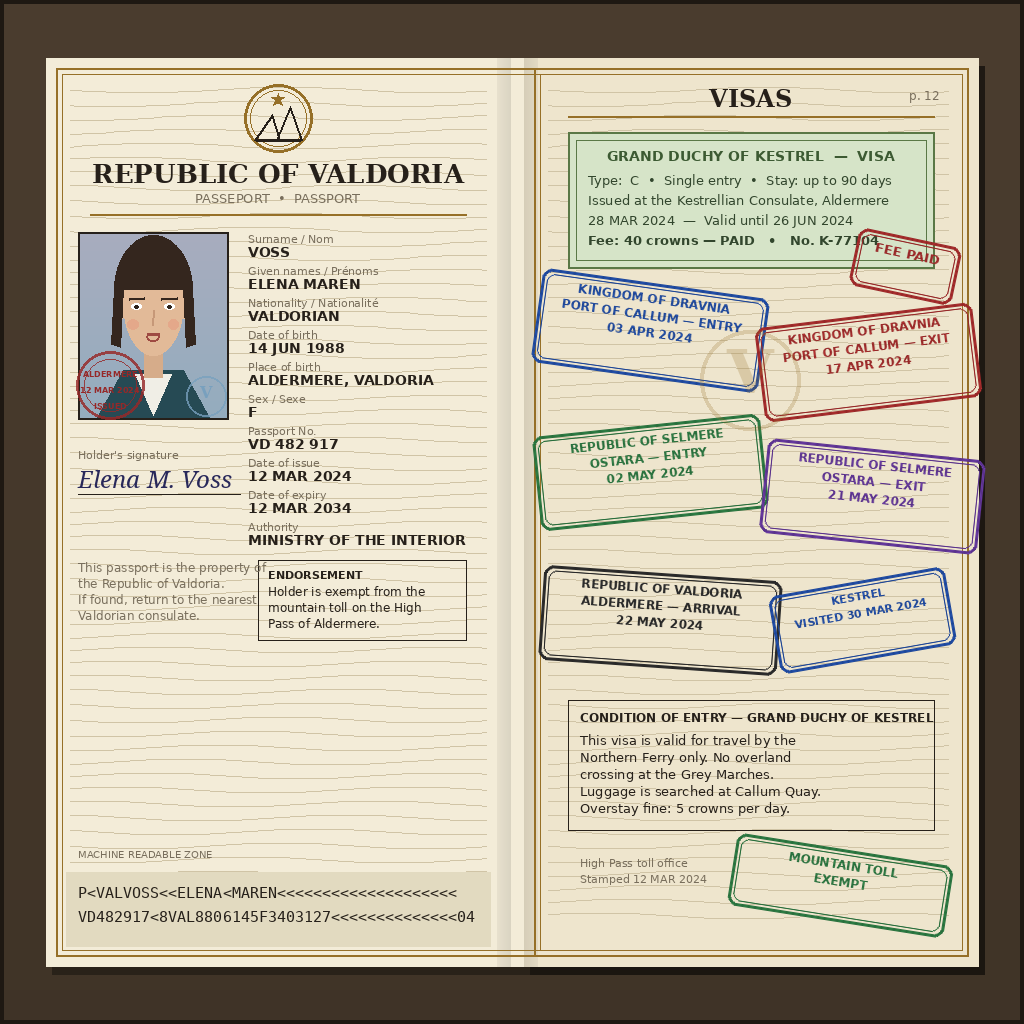 REPUBLIC OF VALDORIA
PASSEPORT • PASSPORT
Surname / Nom
VOSS
Given names / Prénoms
ELENA MAREN
Nationality / Nationalité
VALDORIAN
Date of birth
14 JUN 1988
Place of birth
ALDERMERE, VALDORIA
Sex / Sexe
F
Passport No.
VD 482 917
Date of issue
12 MAR 2024
Date of expiry
12 MAR 2034
Authority
MINISTRY OF THE INTERIOR
12 MAR
V
Holder's signature
Elena M. Voss
This passport is the property of
the Republic of Valdoria.
If found, return to the nearest
Valdorian consulate.
ENDORSEMENT
Holder is exempt from the
mountain toll on the High
Pass of Aldermere.
MACHINE READABLE ZONE
P<VALVOSS<<ELENA<MAREN<<<<<<<<<<<<<<<<<<<<
VD482917<8VAL8806145F3403127<<<<<<<<<<<<<<04
VISAS
p. 12
GRAND DUCHY OF KESTREL — VISA
Type: C • Single entry • Stay: up to 90 days
Issued at the Kestrellian Consulate, Aldermere
28 MAR 2024 — Valid until 26 JUN 2024
Fee: 40 crowns — PAID • No. K-77104
FEE PAID
KINGDOM OF DRAVNIA
PORT OF CALLUM — ENTRY
03 APR 2024
KINGDOM OF DRAVNIA
PORT OF CALLUM — EXIT
17 APR 2024
V
REPUBLIC OF SELMERE
OSTARA — ENTRY
02 MAY 2024
REPUBLIC OF SELMERE
OSTARA — EXIT
21 MAY 2024
REPUBLIC OF VALDORIA
ALDERMERE — ARRIVAL
22 MAY 2024
KESTREL
VISITED 30 MAR 2024
CONDITION OF ENTRY — GRAND DUCHY OF KESTREL
This visa is valid for travel by the
Northern Ferry only. No overland
crossing at the Grey Marches.
Luggage is searched at Callum Quay.
Overstay fine: 5 crowns per day.
High Pass toll office
Stamped 12 MAR 2024
MOUNTAIN TOLL
EXEMPT